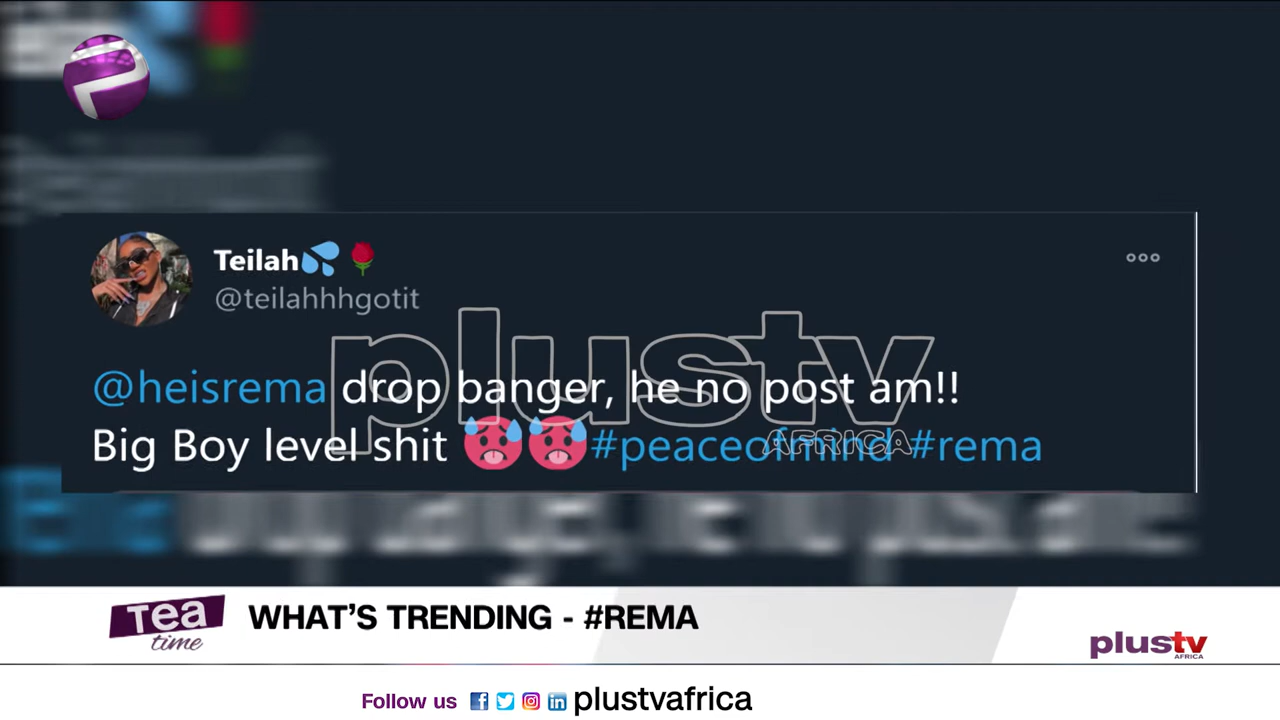 Teilah💦🌹
@teilahhhgotit
@heisrema drop banger, he no post am!!
Big Boy level shit 🥵🥵#peaceofmind #rema
plustv
AFRICA
Tea time
WHAT'S TRENDING - #REMA
plustv
AFRICA
Follow us plustvafrica